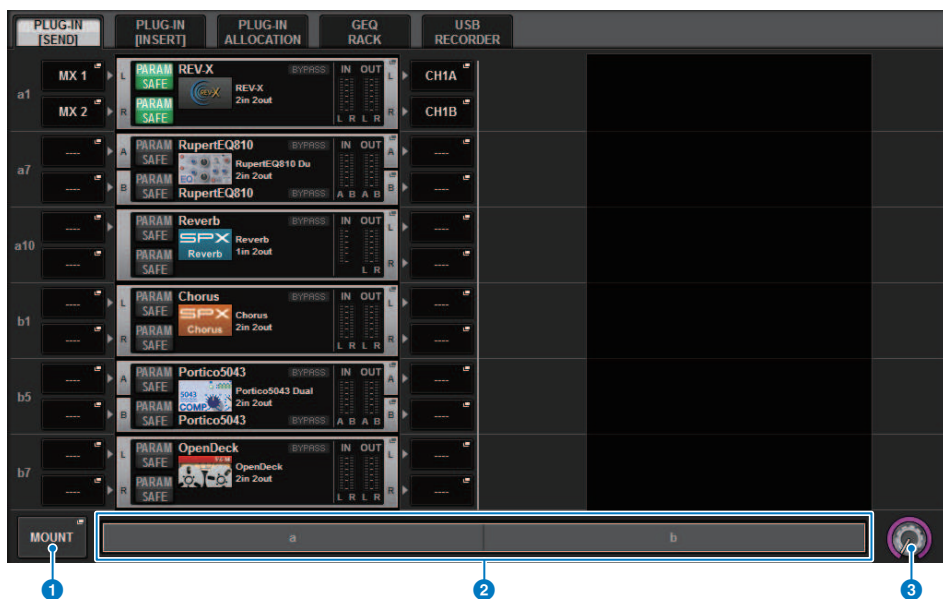 PLUG-IN [SEND]
PLUG-IN [INSERT]
PLUG-IN ALLOCATION
GEQ RACK
USB RECORDER
a1
MX 1
MX 2
L
R
PARAM SAFE
PARAM SAFE
REV-X
BYPASS
REV-X
REV-X
2in 2out
IN OUT
L R L R
L
R
CH1A
CH1B
a7
----
----
A
B
PARAM SAFE
PARAM SAFE
RupertEQ810
EQ
RupertEQ810 Du
2in 2out
RupertEQ810
BYPASS
IN OUT
A B A B
A
B
----
----
a10
----
----
PARAM SAFE
PARAM SAFE
Reverb
BYPASS
SPX
Reverb
Reverb
1in 2out
IN OUT
L R
L
R
----
----
b1
----
----
L
R
PARAM SAFE
PARAM SAFE
Chorus
BYPASS
SPX
Chorus
Chorus
2in 2out
IN OUT
L R L R
L
R
----
----
b5
----
----
A
B
PARAM SAFE
PARAM SAFE
Portico5043
BYPASS
5043
COMP
Portico5043 Dual
2in 2out
Portico5043
BYPASS
IN OUT
A B A B
A
B
----
----
b7
----
----
L
R
PARAM SAFE
PARAM SAFE
OpenDeck
BYPASS
OpenDeck
2in 2out
IN OUT
L R L R
L
R
----
----
MOUNT
a
b
1
2
3